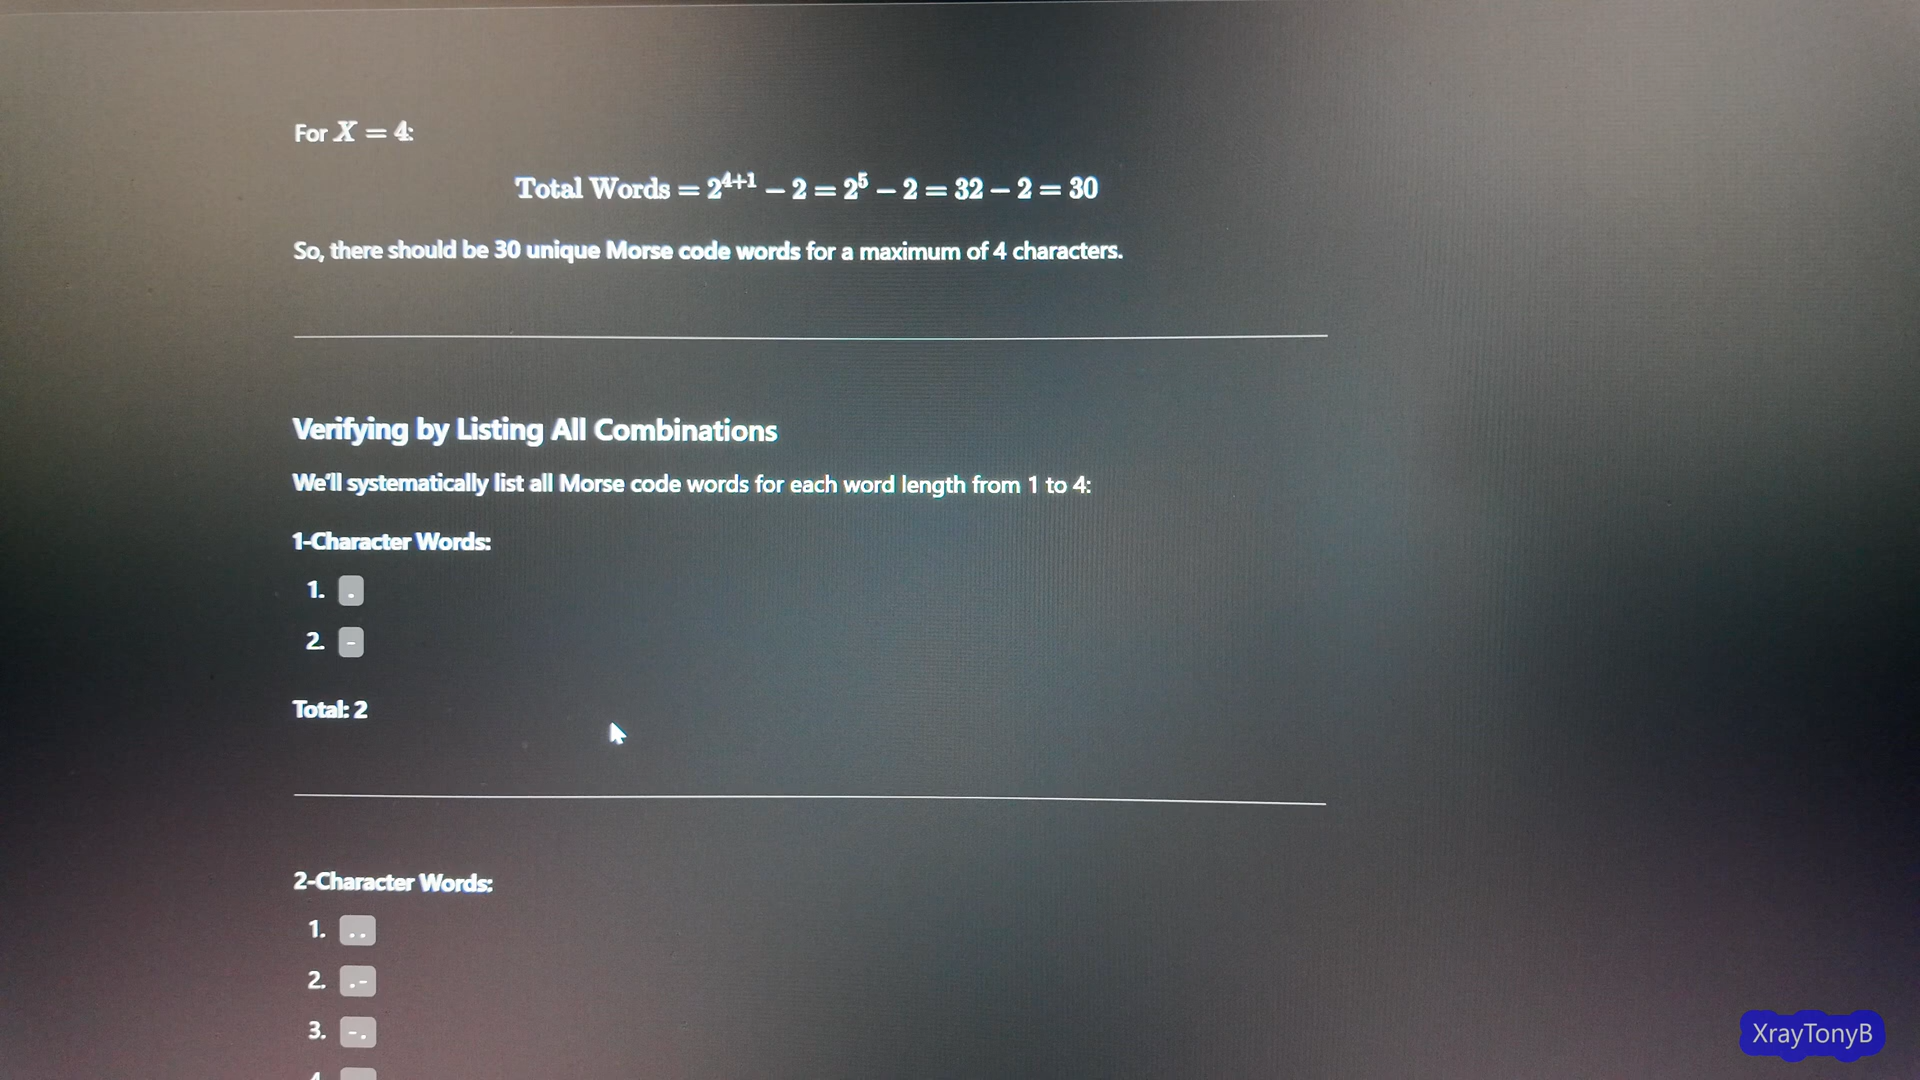 For X = 4:
Total Words = 2^{4+1} − 2 = 2^5 − 2 = 32 − 2 = 30
So, there should be 30 unique Morse code words for a maximum of 4 characters.
Verifying by Listing All Combinations
We'll systematically list all Morse code words for each word length from 1 to 4:
1-Character Words:
1. .
2. -
Total: 2
2-Character Words:
1. ..
2. .-
3. -.
XrayTonyB